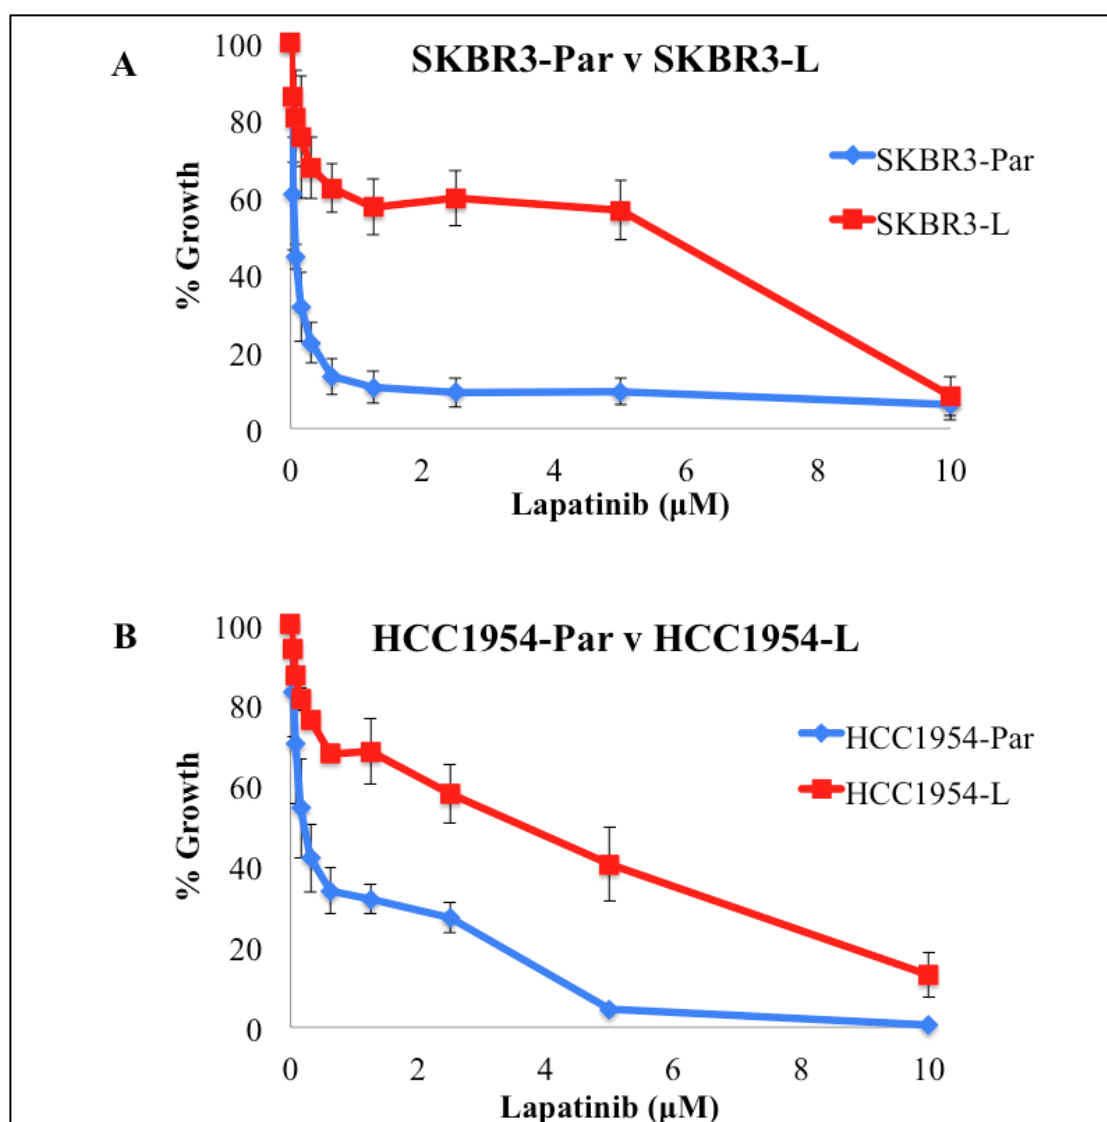 A
SKBR3-Par v SKBR3-L
100
80
60
40
20
0
% Growth
SKBR3-Par
SKBR3-L
0 2 4 6 8 10
Lapatinib (µM)
B
HCC1954-Par v HCC1954-L
100
80
60
40
20
0
% Growth
HCC1954-Par
HCC1954-L
0 2 4 6 8 10
Lapatinib (µM)